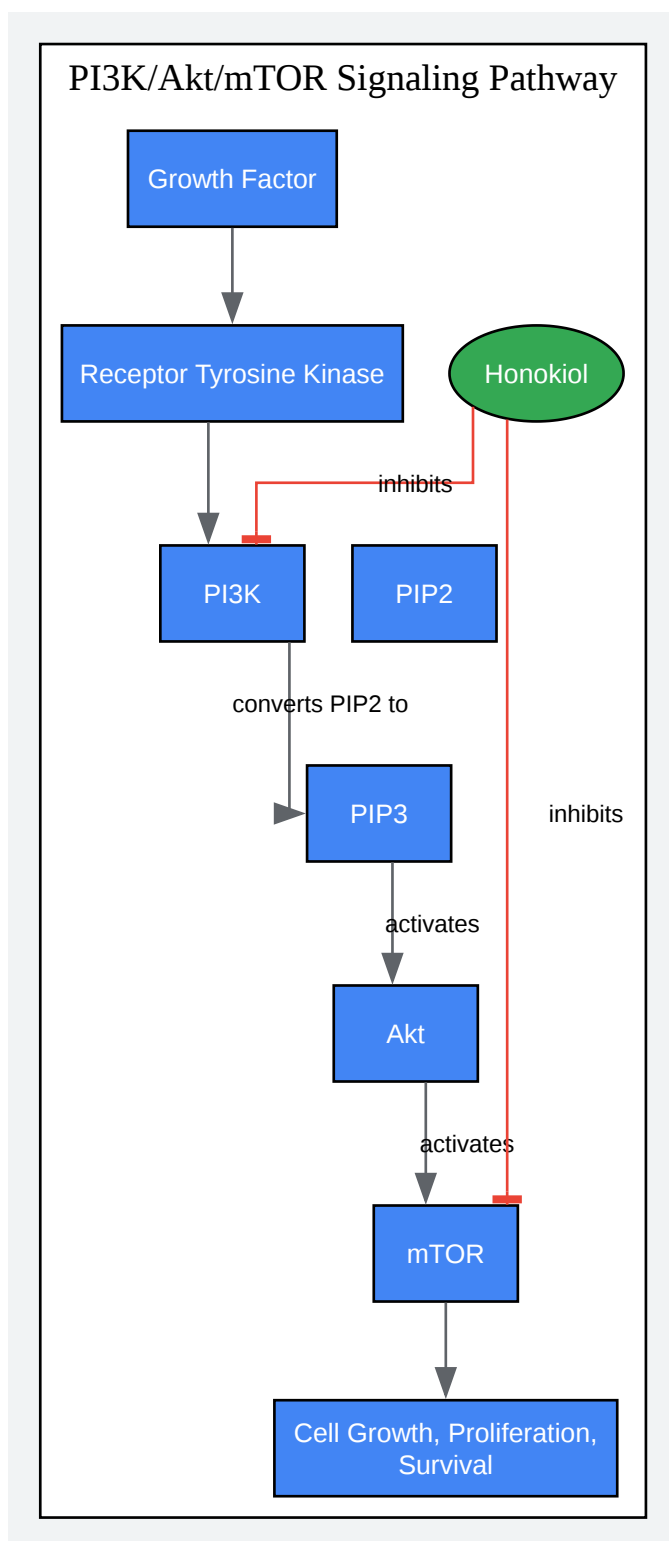 PI3K/Akt/mTOR Signaling Pathway
Growth Factor
Receptor Tyrosine Kinase
Honokiol
inhibits
PI3K
PIP2
converts PIP2 to
PIP3
inhibits
activates
Akt
activates
mTOR
Cell Growth, Proliferation,
Survival